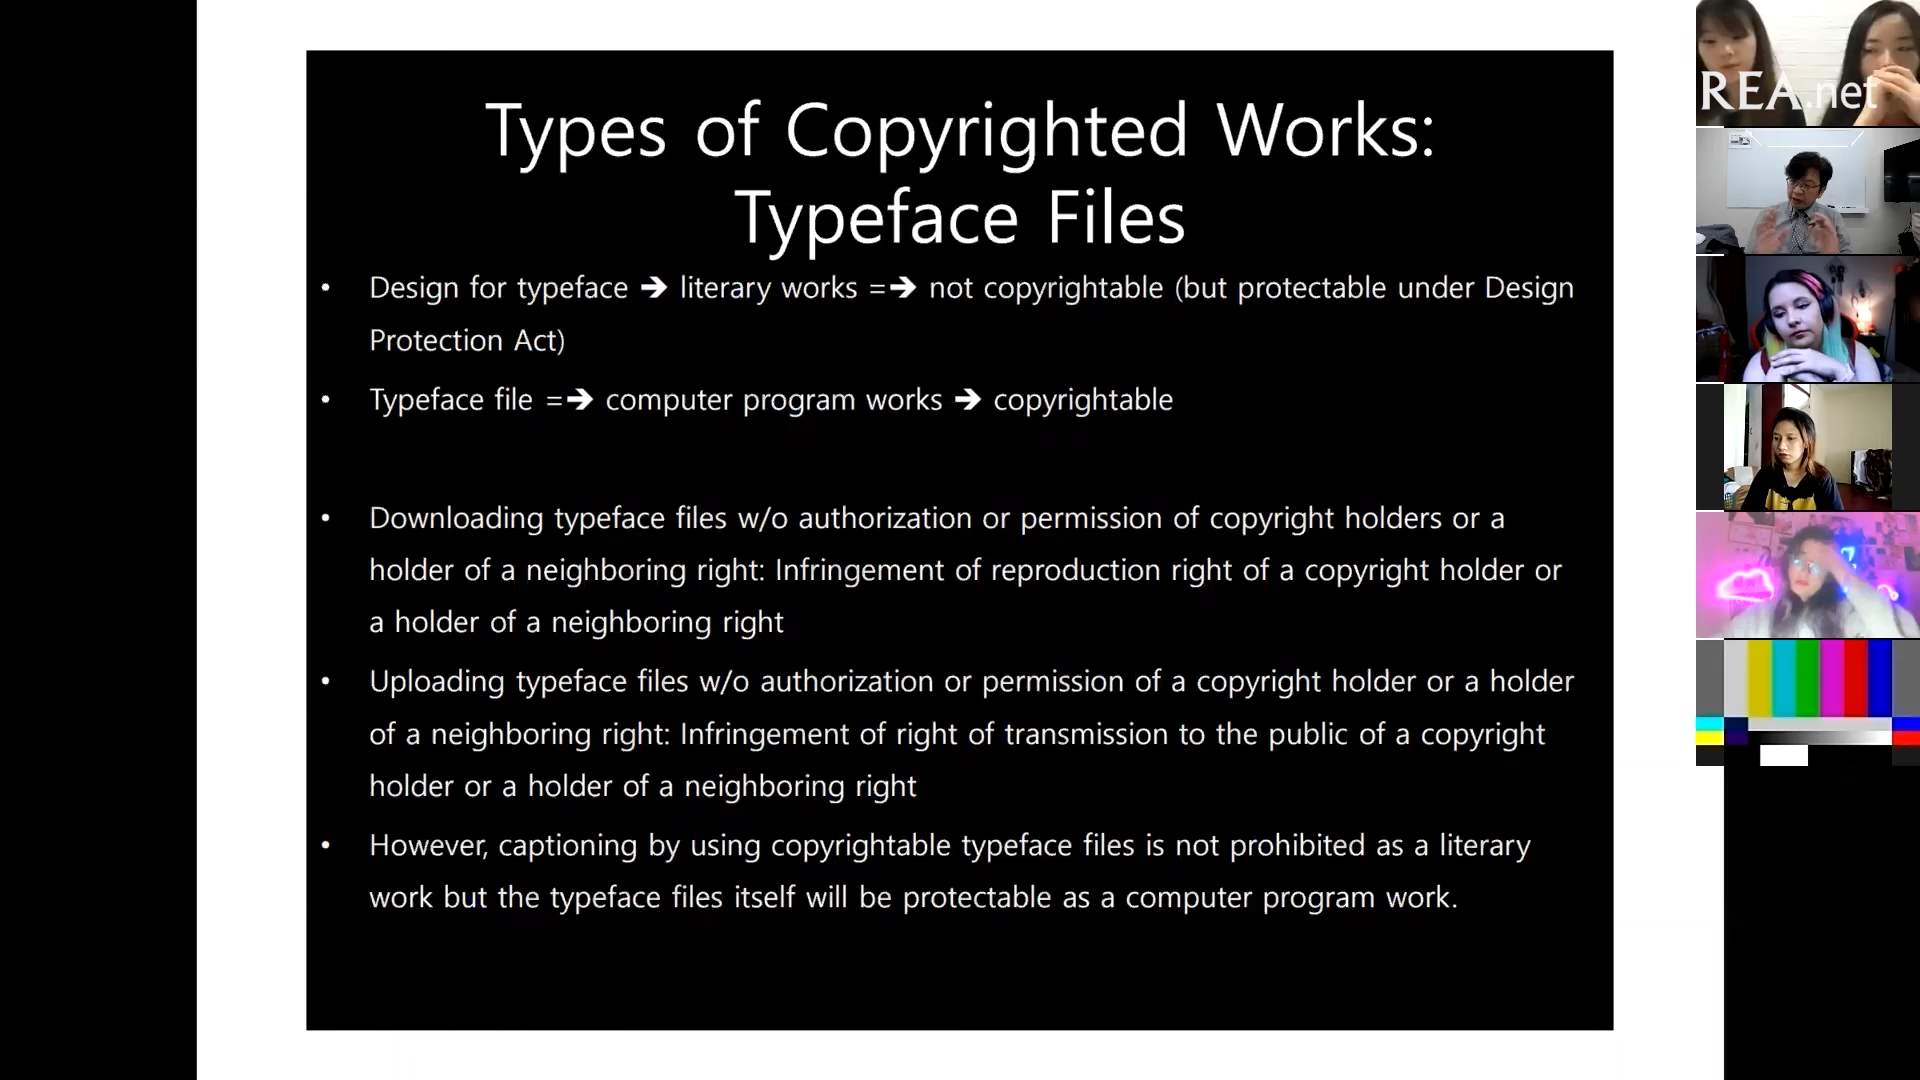 Types of Copyrighted Works:
Typeface Files
• Design for typeface ➔ literary works =➔ not copyrightable (but protectable under Design
Protection Act)
• Typeface file =➔ computer program works ➔ copyrightable
• Downloading typeface files w/o authorization or permission of copyright holders or a
holder of a neighboring right: Infringement of reproduction right of a copyright holder or
a holder of a neighboring right
• Uploading typeface files w/o authorization or permission of a copyright holder or a holder
of a neighboring right: Infringement of right of transmission to the public of a copyright
holder or a holder of a neighboring right
• However, captioning by using copyrightable typeface files is not prohibited as a literary
work but the typeface files itself will be protectable as a computer program work.
REA.net